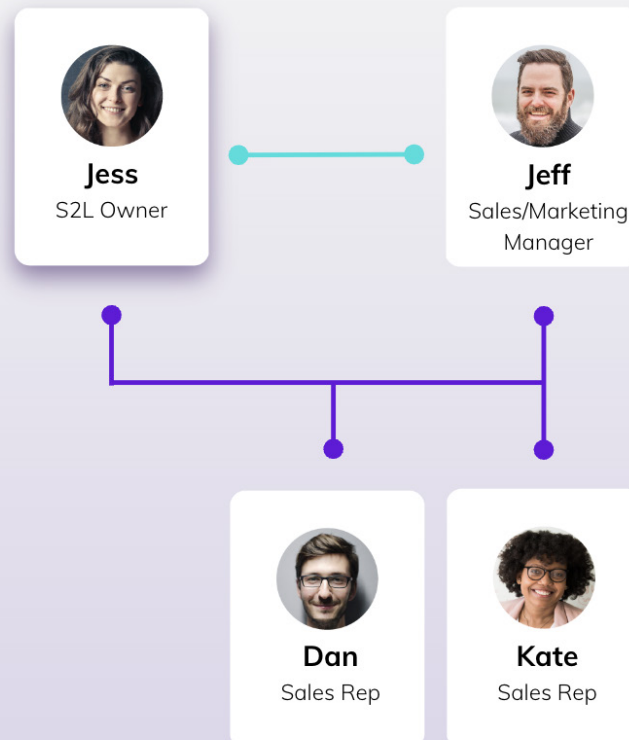 Jess
S2L Owner
Jeff
Sales/Marketing
Manager
Dan
Sales Rep
Kate
Sales Rep